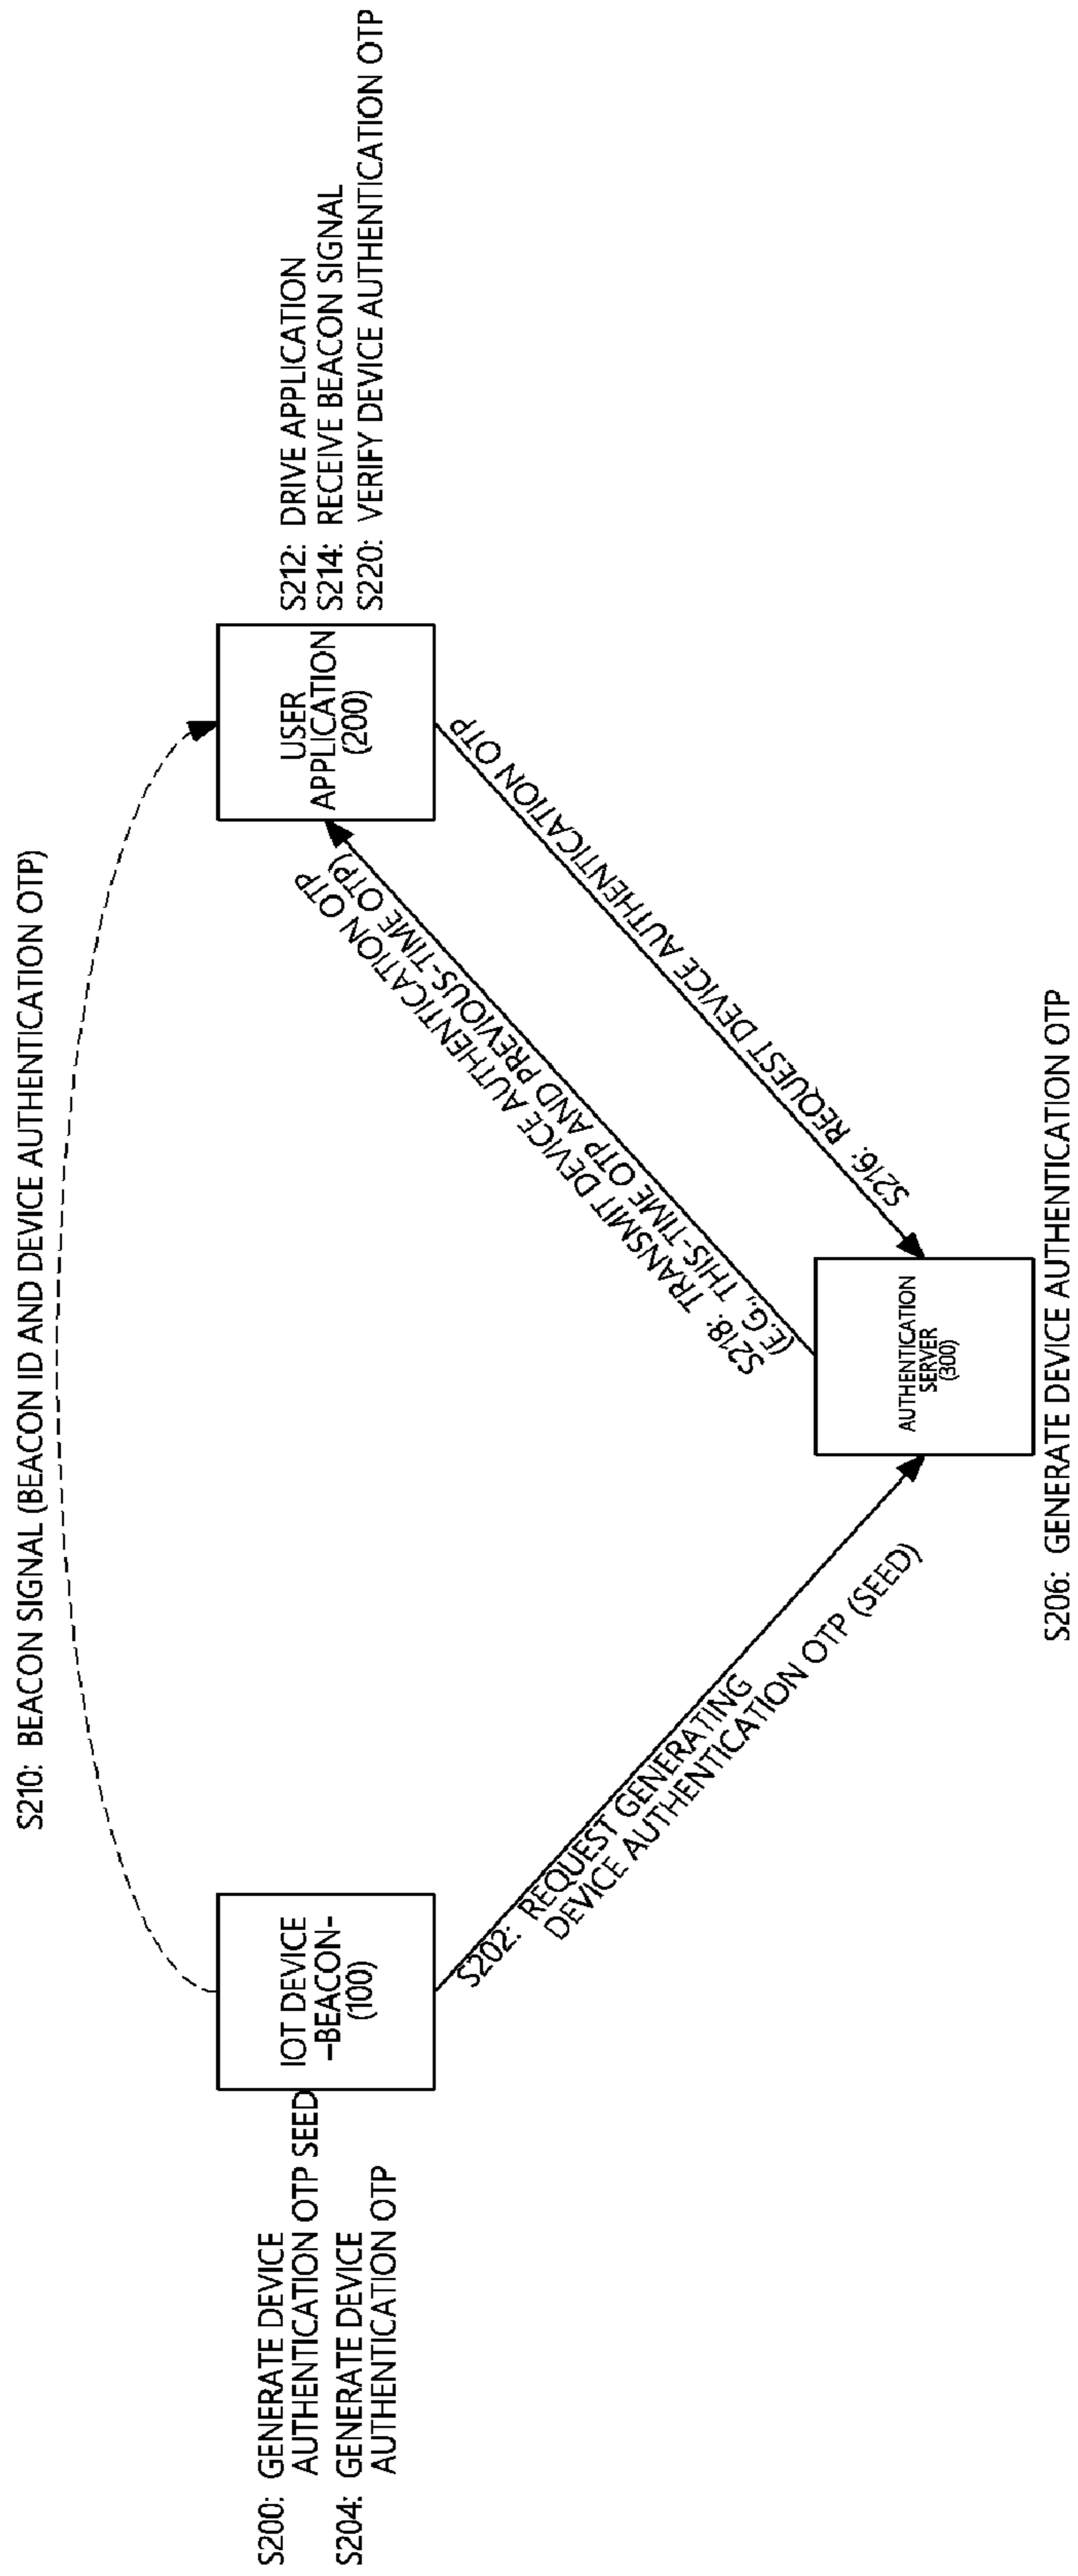 S210: BEACON SIGNAL (BEACON ID AND DEVICE AUTHENTICATION OTP)
S200: GENERATE DEVICE
AUTHENTICATION OTP SEED
S204: GENERATE DEVICE
AUTHENTICATION OTP
IOT DEVICE
-BEACON-
(100)
USER
APPLICATION
(200)
S212: DRIVE APPLICATION
S214: RECEIVE BEACON SIGNAL
S220: VERIFY DEVICE AUTHENTICATION OTP
S202: REQUEST GENERATING
DEVICE AUTHENTICATION OTP (SEED)
S218: TRANSMIT DEVICE AUTHENTICATION OTP
(E.G., THIS-TIME OTP AND PREVIOUS-TIME OTP)
S216: REQUEST DEVICE AUTHENTICATION OTP
AUTHENTICATION
SERVER
(300)
S206: GENERATE DEVICE AUTHENTICATION OTP